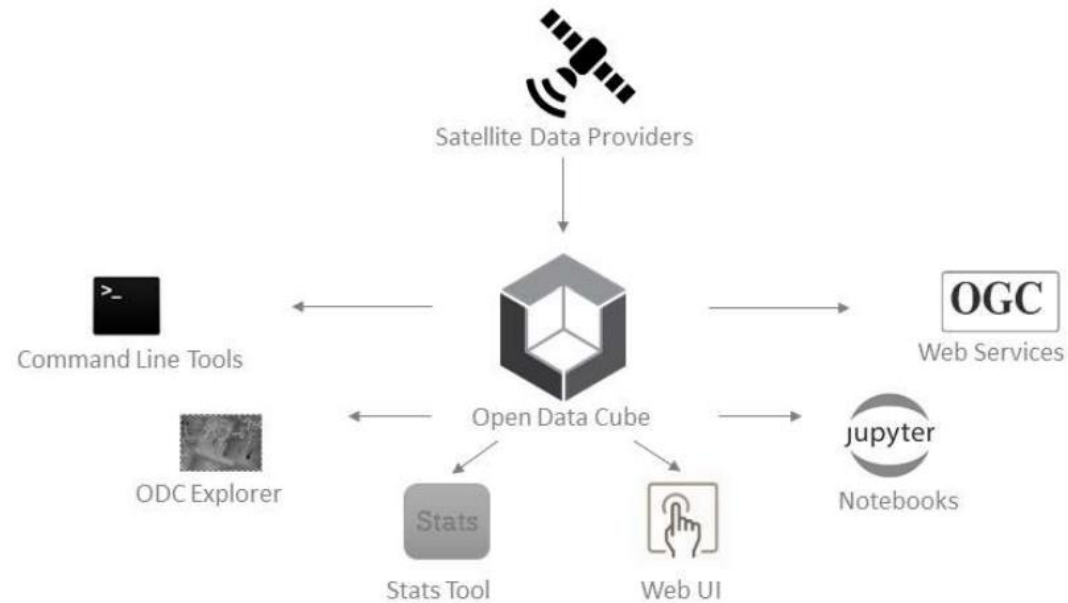 Satellite Data Providers
>_
Command Line Tools
OGC
Web Services
Open Data Cube
jupyter
Notebooks
ODC Explorer
Stats
Stats Tool
Web UI